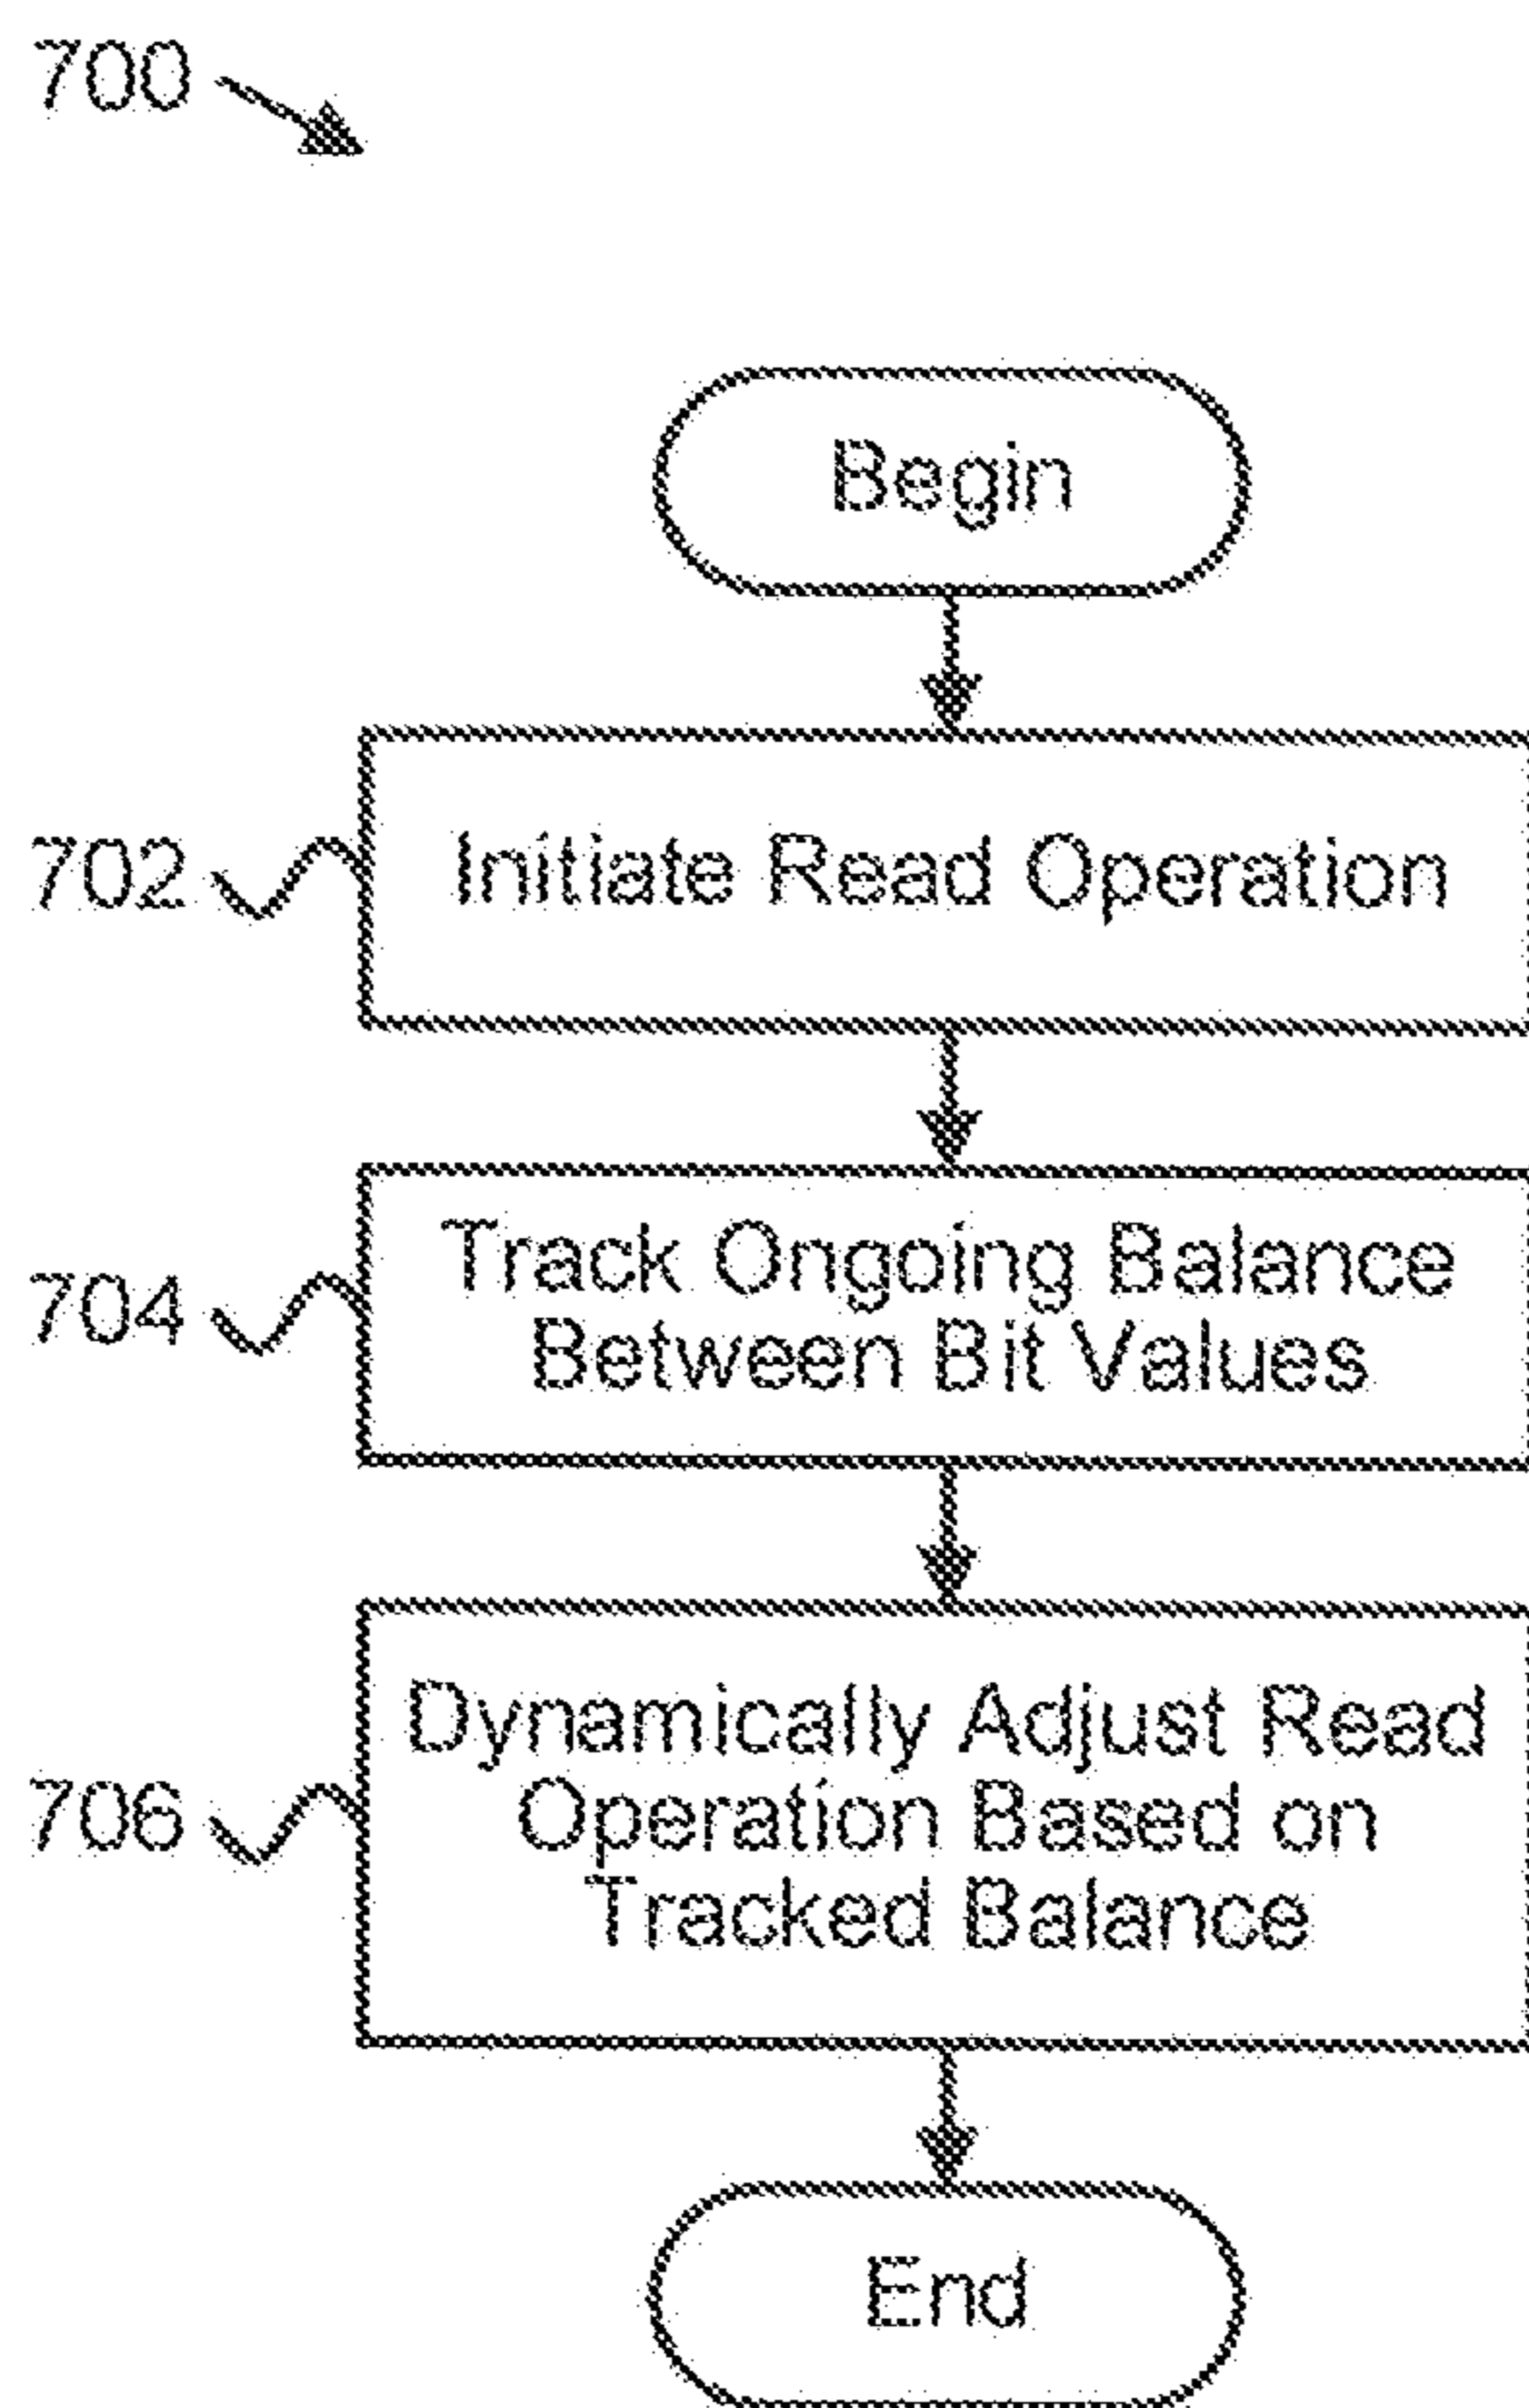 700
Begin
702
Initiate Read Operation
704
Track Ongoing Balance
Between Bit Values
706
Dynamically Adjust Read
Operation Based on
Tracked Balance
End